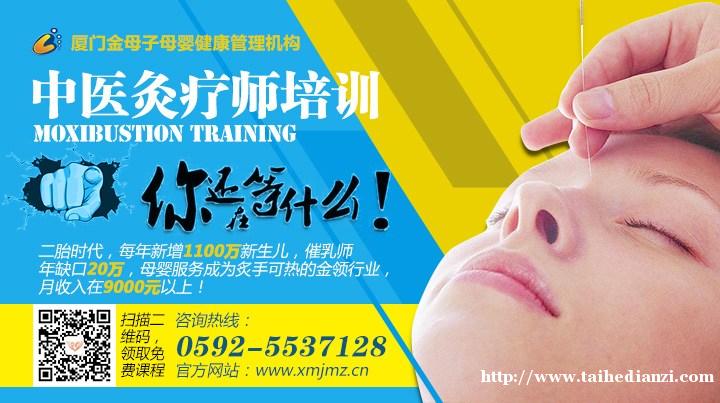 厦门金母子母婴健康管理机构
中医灸疗师培训
MOXIBUSTION TRAINING
你还在等什么！
二胎时代，每年新增1100万新生儿，催乳师
年缺口20万，母婴服务成为炙手可热的金领行业，
月收入在9000元以上！
扫描二
维码，
领取免
费课程
咨询热线：
0592-5537128
官方网站：www.xmjmz.cn
http://www.taihedianzi.com